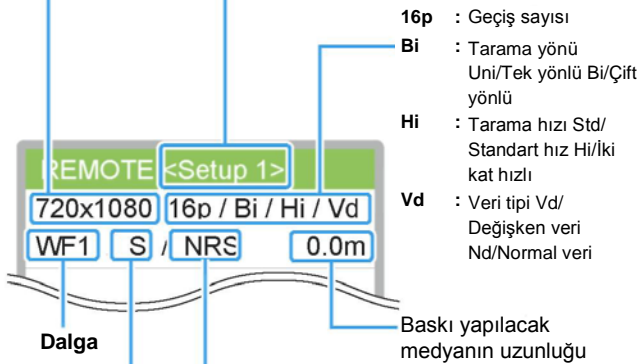 16p : Geçiş sayısı
Bi : Tarama yönü
Uni/Tek yönlü Bi/Çift
yönlü
Hi : Tarama hızı Std/
Standart hız Hi/İki
kat hızlı
Vd : Veri tipi Vd/
Değişken veri
Nd/Normal veri
REMOTE <Setup 1>
720x1080 16p / Bi / Hi / Vd
WF1 S / NRS 0.0m
Dalga
Baskı yapılacak
medyanın uzunluğu